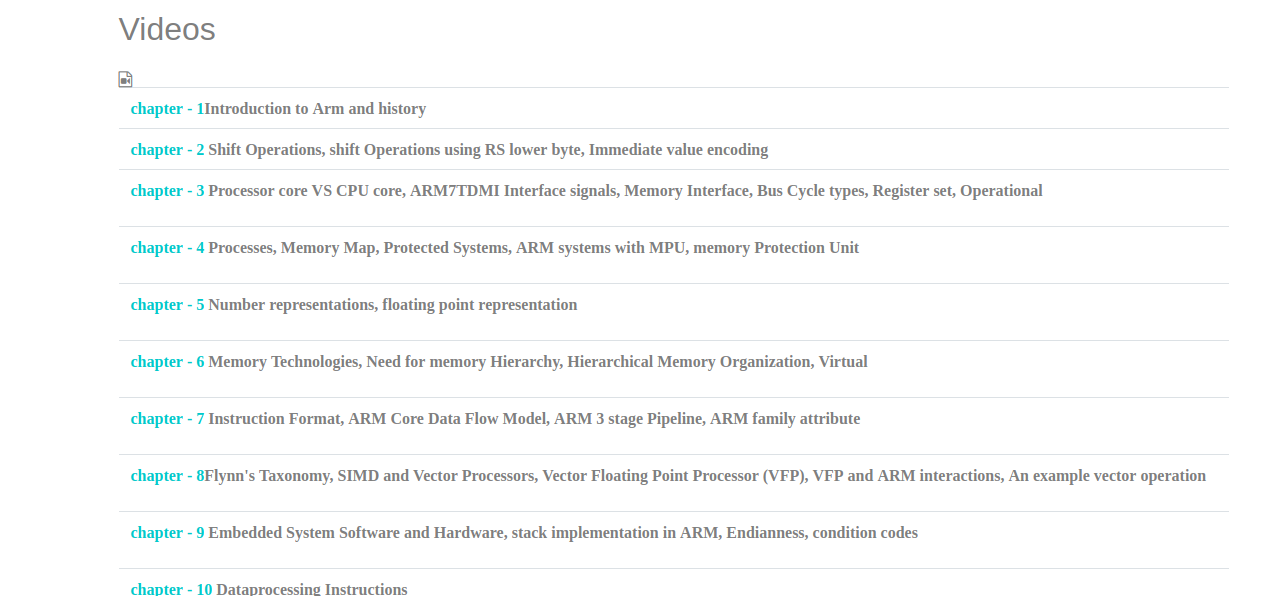 Videos
chapter - 1Introduction to Arm and history
chapter - 2 Shift Operations, shift Operations using RS lower byte, Immediate value encoding
chapter - 3 Processor core VS CPU core, ARM7TDMI Interface signals, Memory Interface, Bus Cycle types, Register set, Operational
chapter - 4 Processes, Memory Map, Protected Systems, ARM systems with MPU, memory Protection Unit
chapter - 5 Number representations, floating point representation
chapter - 6 Memory Technologies, Need for memory Hierarchy, Hierarchical Memory Organization, Virtual
chapter - 7 Instruction Format, ARM Core Data Flow Model, ARM 3 stage Pipeline, ARM family attribute
chapter - 8Flynn's Taxonomy, SIMD and Vector Processors, Vector Floating Point Processor (VFP), VFP and ARM interactions, An example vector operation
chapter - 9 Embedded System Software and Hardware, stack implementation in ARM, Endianness, condition codes
chapter - 10 Dataprocessing Instructions